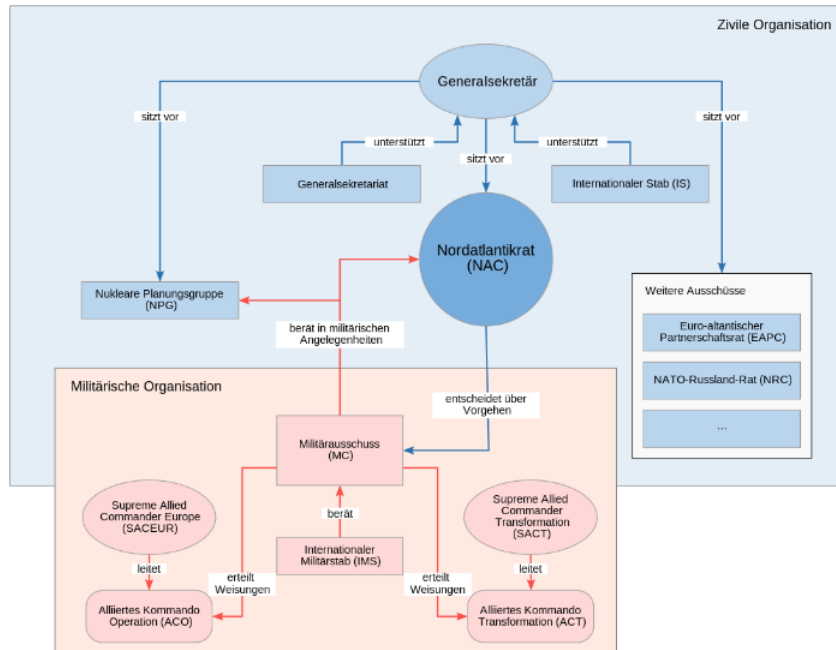 Zivile Organisation
Generalsekretär
sitzt vor
sitzt vor
unterstützt
unterstützt
sitzt vor
Generalsekretariat
Internationaler Stab (IS)
Nordatlantikrat
(NAC)
Nukleare Planungsgruppe
(NPG)
Weitere Ausschüsse
Euro-altantischer
Partnerschaftsrat (EAPC)
NATO-Russland-Rat (NRC)
...
berät in militärischen
Angelegenheiten
Militärische Organisation
entscheidet über
Vorgehen
Militärausschuss
(MC)
Supreme Allied
Commander Europe
(SACEUR)
berät
Supreme Allied
Commander
Transformation
(SACT)
Internationaler
Militärstab (IMS)
leitet
erteilt
Weisungen
erteilt
Weisungen
leitet
Alliiertes Kommando
Operation (ACO)
Alliiertes Kommando
Transformation (ACT)